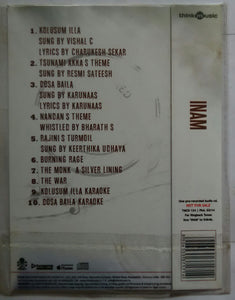 think music
INAM
1. KOLUSUM ILLA
SUNG BY VISHAL C
LYRICS BY CHARUKESH SEKAR
2. TSUNAMI AKKA'S THEME
SUNG BY RESMI SATEESH
3. DOSA BAILA
SUNG BY KARUNAAS
LYRICS BY KARUNAAS
4. NANDAN'S THEME
WHISTLED BY BHARATH S
5. RAJINI'S TURMOIL
SUNG BY KEERTHIKA UDHAYA
6. BURNING RAGE
7. THE MONK: A SILVER LINING
8. THE WAR
9. KOLUSUM ILLA KARAOKE
10. DOSA BAILA KARAOKE
NOT FOR SALE